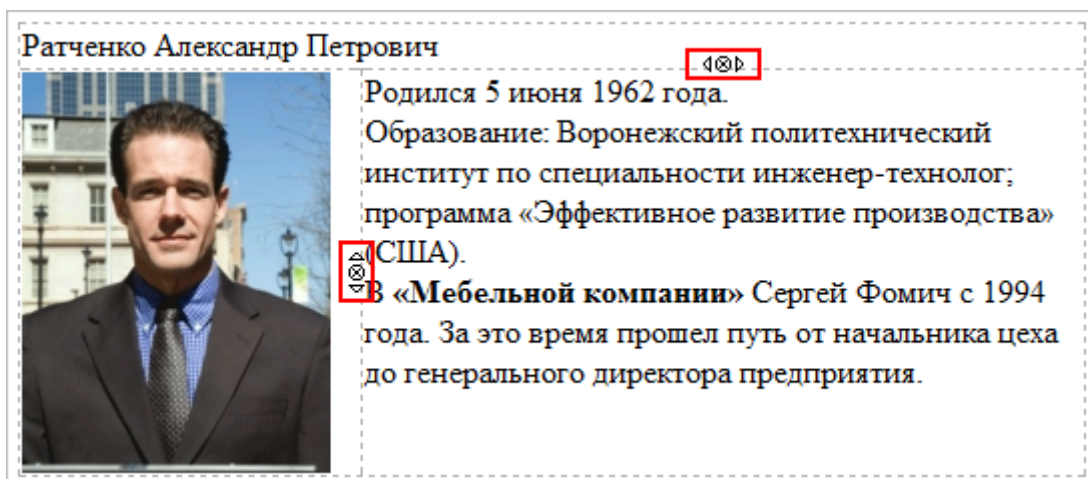 Ратченко Александр Петрович
Родился 5 июня 1962 года.
Образование: Воронежский политехнический
институт по специальности инженер-технолог;
программа «Эффективное развитие производства»
(США).
В «Мебельной компании» Сергей Фомич с 1994
года. За это время прошел путь от начальника цеха
до генерального директора предприятия.